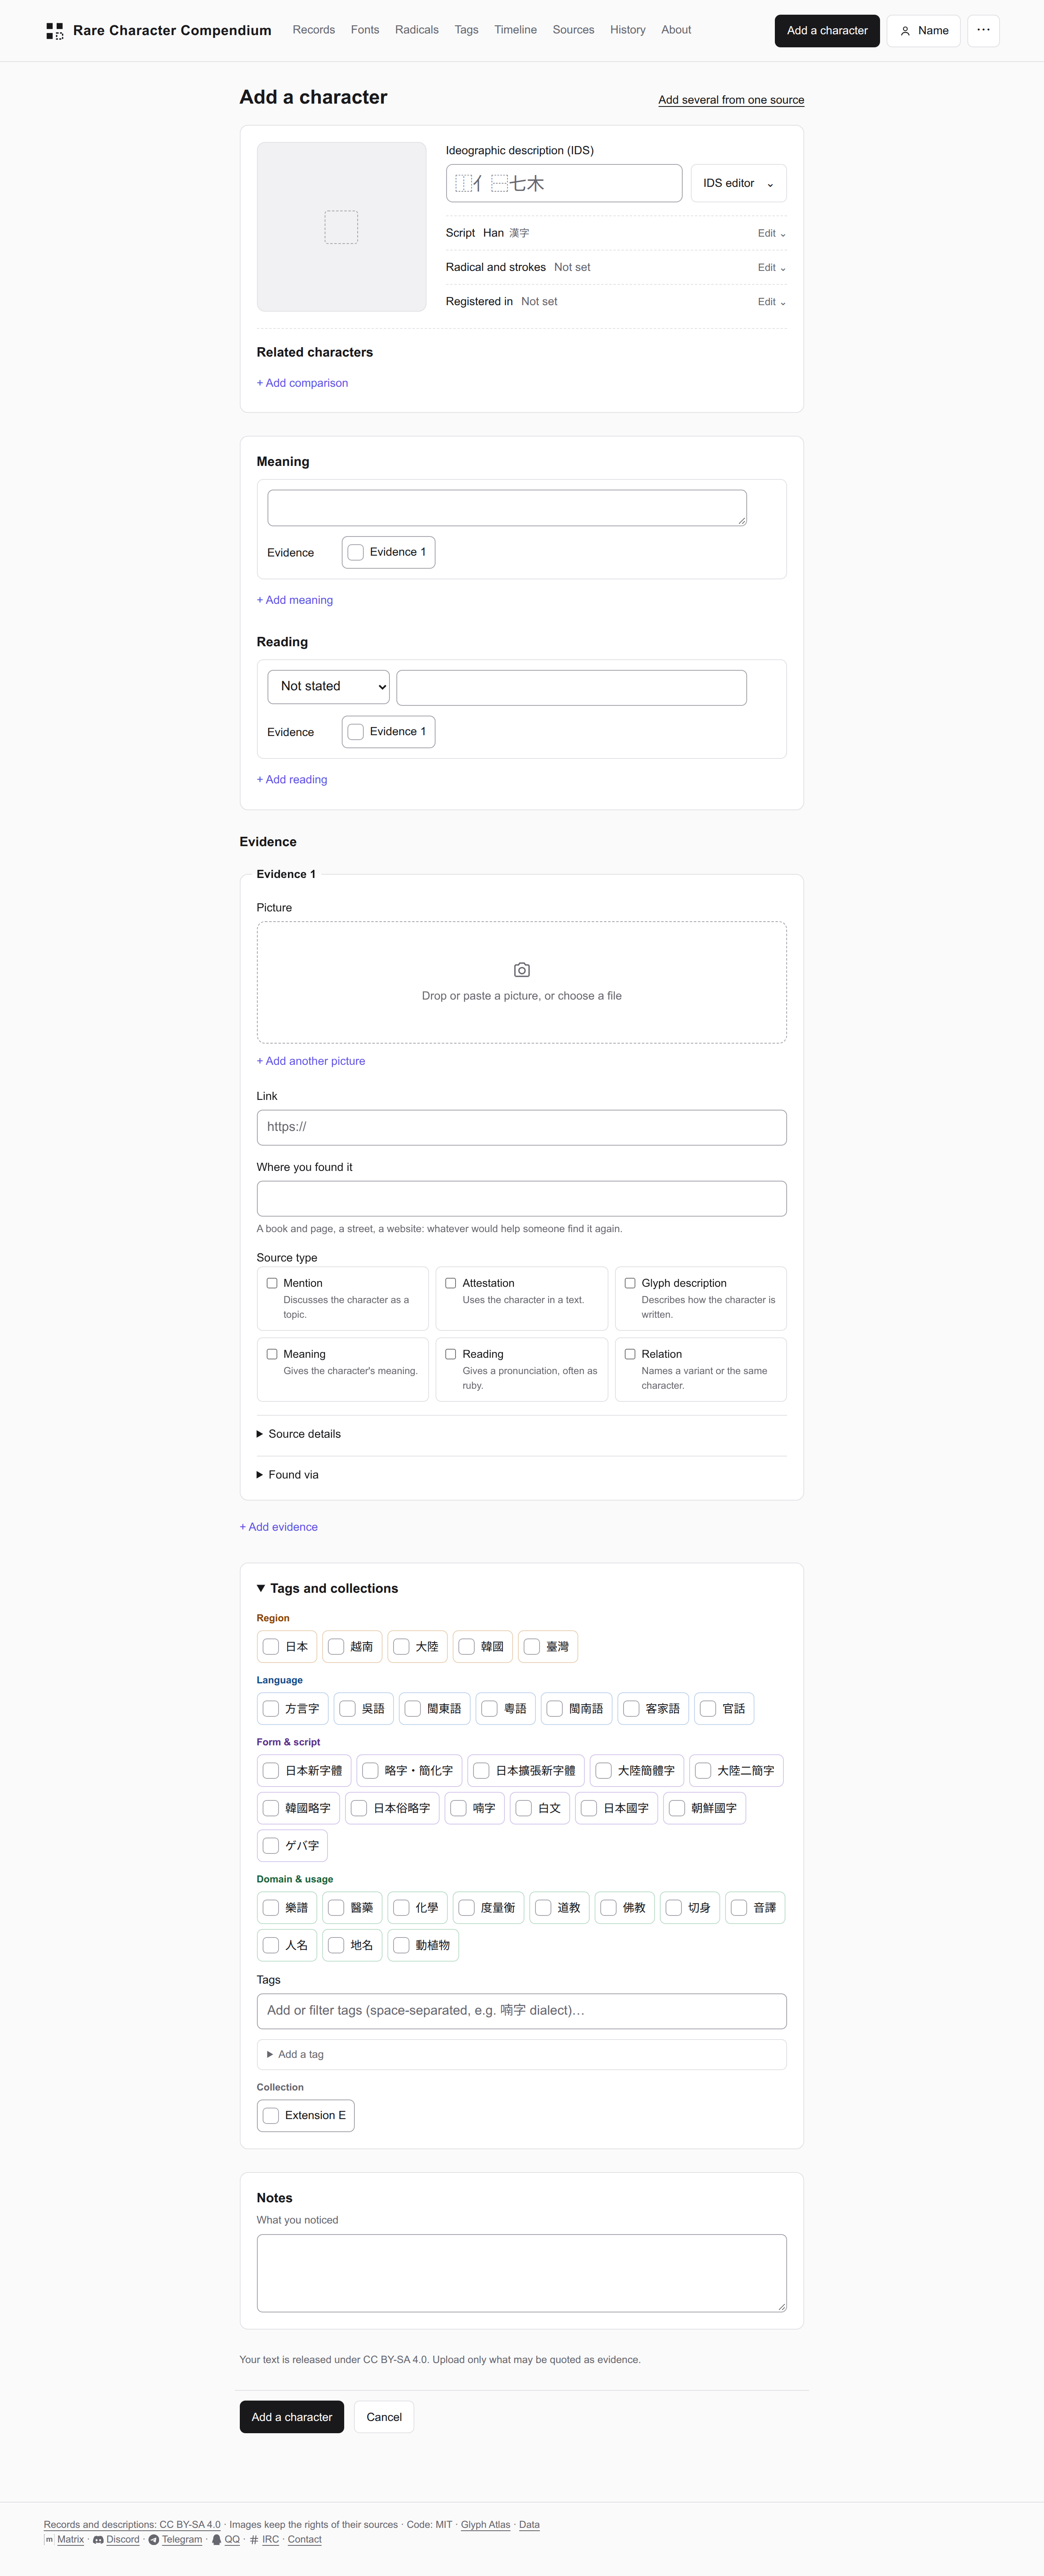 Rare Character Compendium Records Fonts Radicals Tags Timeline Sources History About Add a character Name ...
Add a character Add several from one source
Ideographic description (IDS)
⿰亻⿱七木 IDS editor
Script Han 漢字 Edit
Radical and strokes Not set Edit
Registered in Not set Edit
Related characters
+ Add comparison
Meaning
Evidence Evidence 1
+ Add meaning
Reading
Not stated
Evidence Evidence 1
+ Add reading
Evidence
Evidence 1
Picture
Drop or paste a picture, or choose a file
+ Add another picture
Link
https://
Where you found it
A book and page, a street, a website: whatever would help someone find it again.
Source type
Mention
Discusses the character as a
topic.
Attestation
Uses the character in a text.
Glyph description
Describes how the character is
written.
Meaning
Gives the character's meaning.
Reading
Gives a pronunciation, often as
ruby.
Relation
Names a variant or the same
character.
Source details
Found via
+ Add evidence
Tags and collections
Region
日本 越南 大陸 韓國 臺灣
Language
方言字 吳語 閩東語 粵語 閩南語 客家語 官話
Form & script
日本新字體 略字・簡化字 日本擴張新字體 大陸簡體字 大陸二簡字
韓國略字 日本俗略字 喃字 白文 日本國字 朝鮮國字
ゲバ字
Domain & usage
樂譜 醫藥 化學 度量衡 道教 佛教 切身 音譯
人名 地名 動植物
Tags
Add or filter tags (space-separated, e.g. 喃字 dialect)…
Add a tag
Collection
Extension E
Notes
What you noticed
Your text is released under CC BY-SA 4.0. Upload only what may be quoted as evidence.
Add a character Cancel
Records and descriptions: CC BY-SA 4.0 · Images keep the rights of their sources · Code: MIT · Glyph Atlas · Data
[m] Matrix · Discord · Telegram · QQ · IRC · Contact